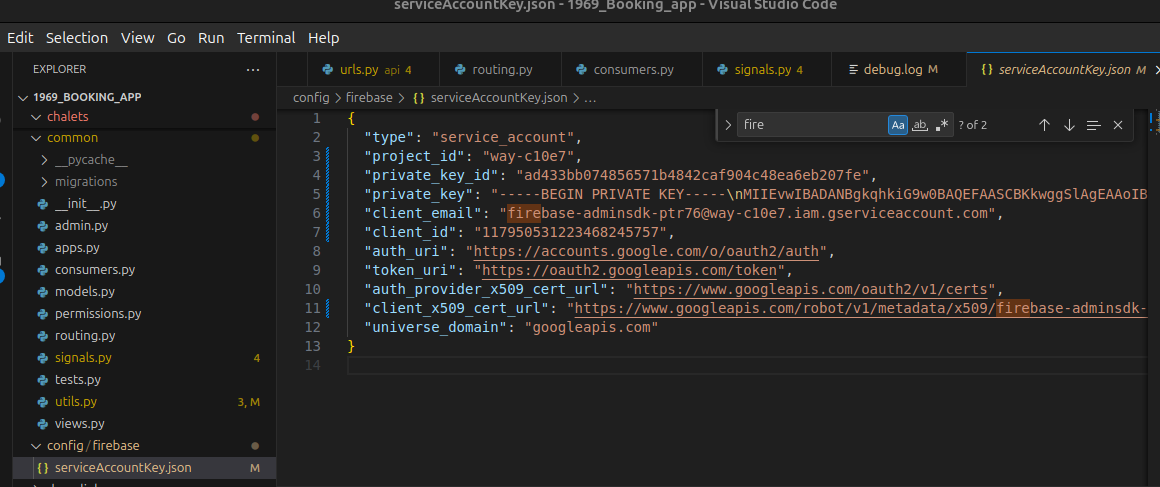 serviceAccountKey.json - 1969_Booking_app - Visual Studio Code
Edit Selection View Go Run Terminal Help
EXPLORER ...
urls.py api 4
routing.py
consumers.py
signals.py 4
debug.log M
{} serviceAccountKey.json M
1969_BOOKING_APP
chalets
common
__pycache__
migrations
__init__.py
admin.py
apps.py
consumers.py
models.py
permissions.py
routing.py
signals.py 4
tests.py
utils.py 3, M
views.py
config/firebase
{} serviceAccountKey.json M
config > firebase > {} serviceAccountKey.json > ...
fire Aa ab .* ? of 2
1 {
2 "type": "service_account",
3 "project_id": "way-c10e7",
4 "private_key_id": "ad433bb074856571b4842caf904c48ea6eb207fe",
5 "private_key": "-----BEGIN PRIVATE KEY-----\nMIIEvwIBADANBgkqhkiG9w0BAQEFAASCBKkwggSlAgEAAoIB
6 "client_email": "firebase-adminsdk-ptr76@way-c10e7.iam.gserviceaccount.com",
7 "client_id": "117950531223468245757",
8 "auth_uri": "https://accounts.google.com/o/oauth2/auth",
9 "token_uri": "https://oauth2.googleapis.com/token",
10 "auth_provider_x509_cert_url": "https://www.googleapis.com/oauth2/v1/certs",
11 "client_x509_cert_url": "https://www.googleapis.com/robot/v1/metadata/x509/firebase-adminsdk-
12 "universe_domain": "googleapis.com"
13 }
14